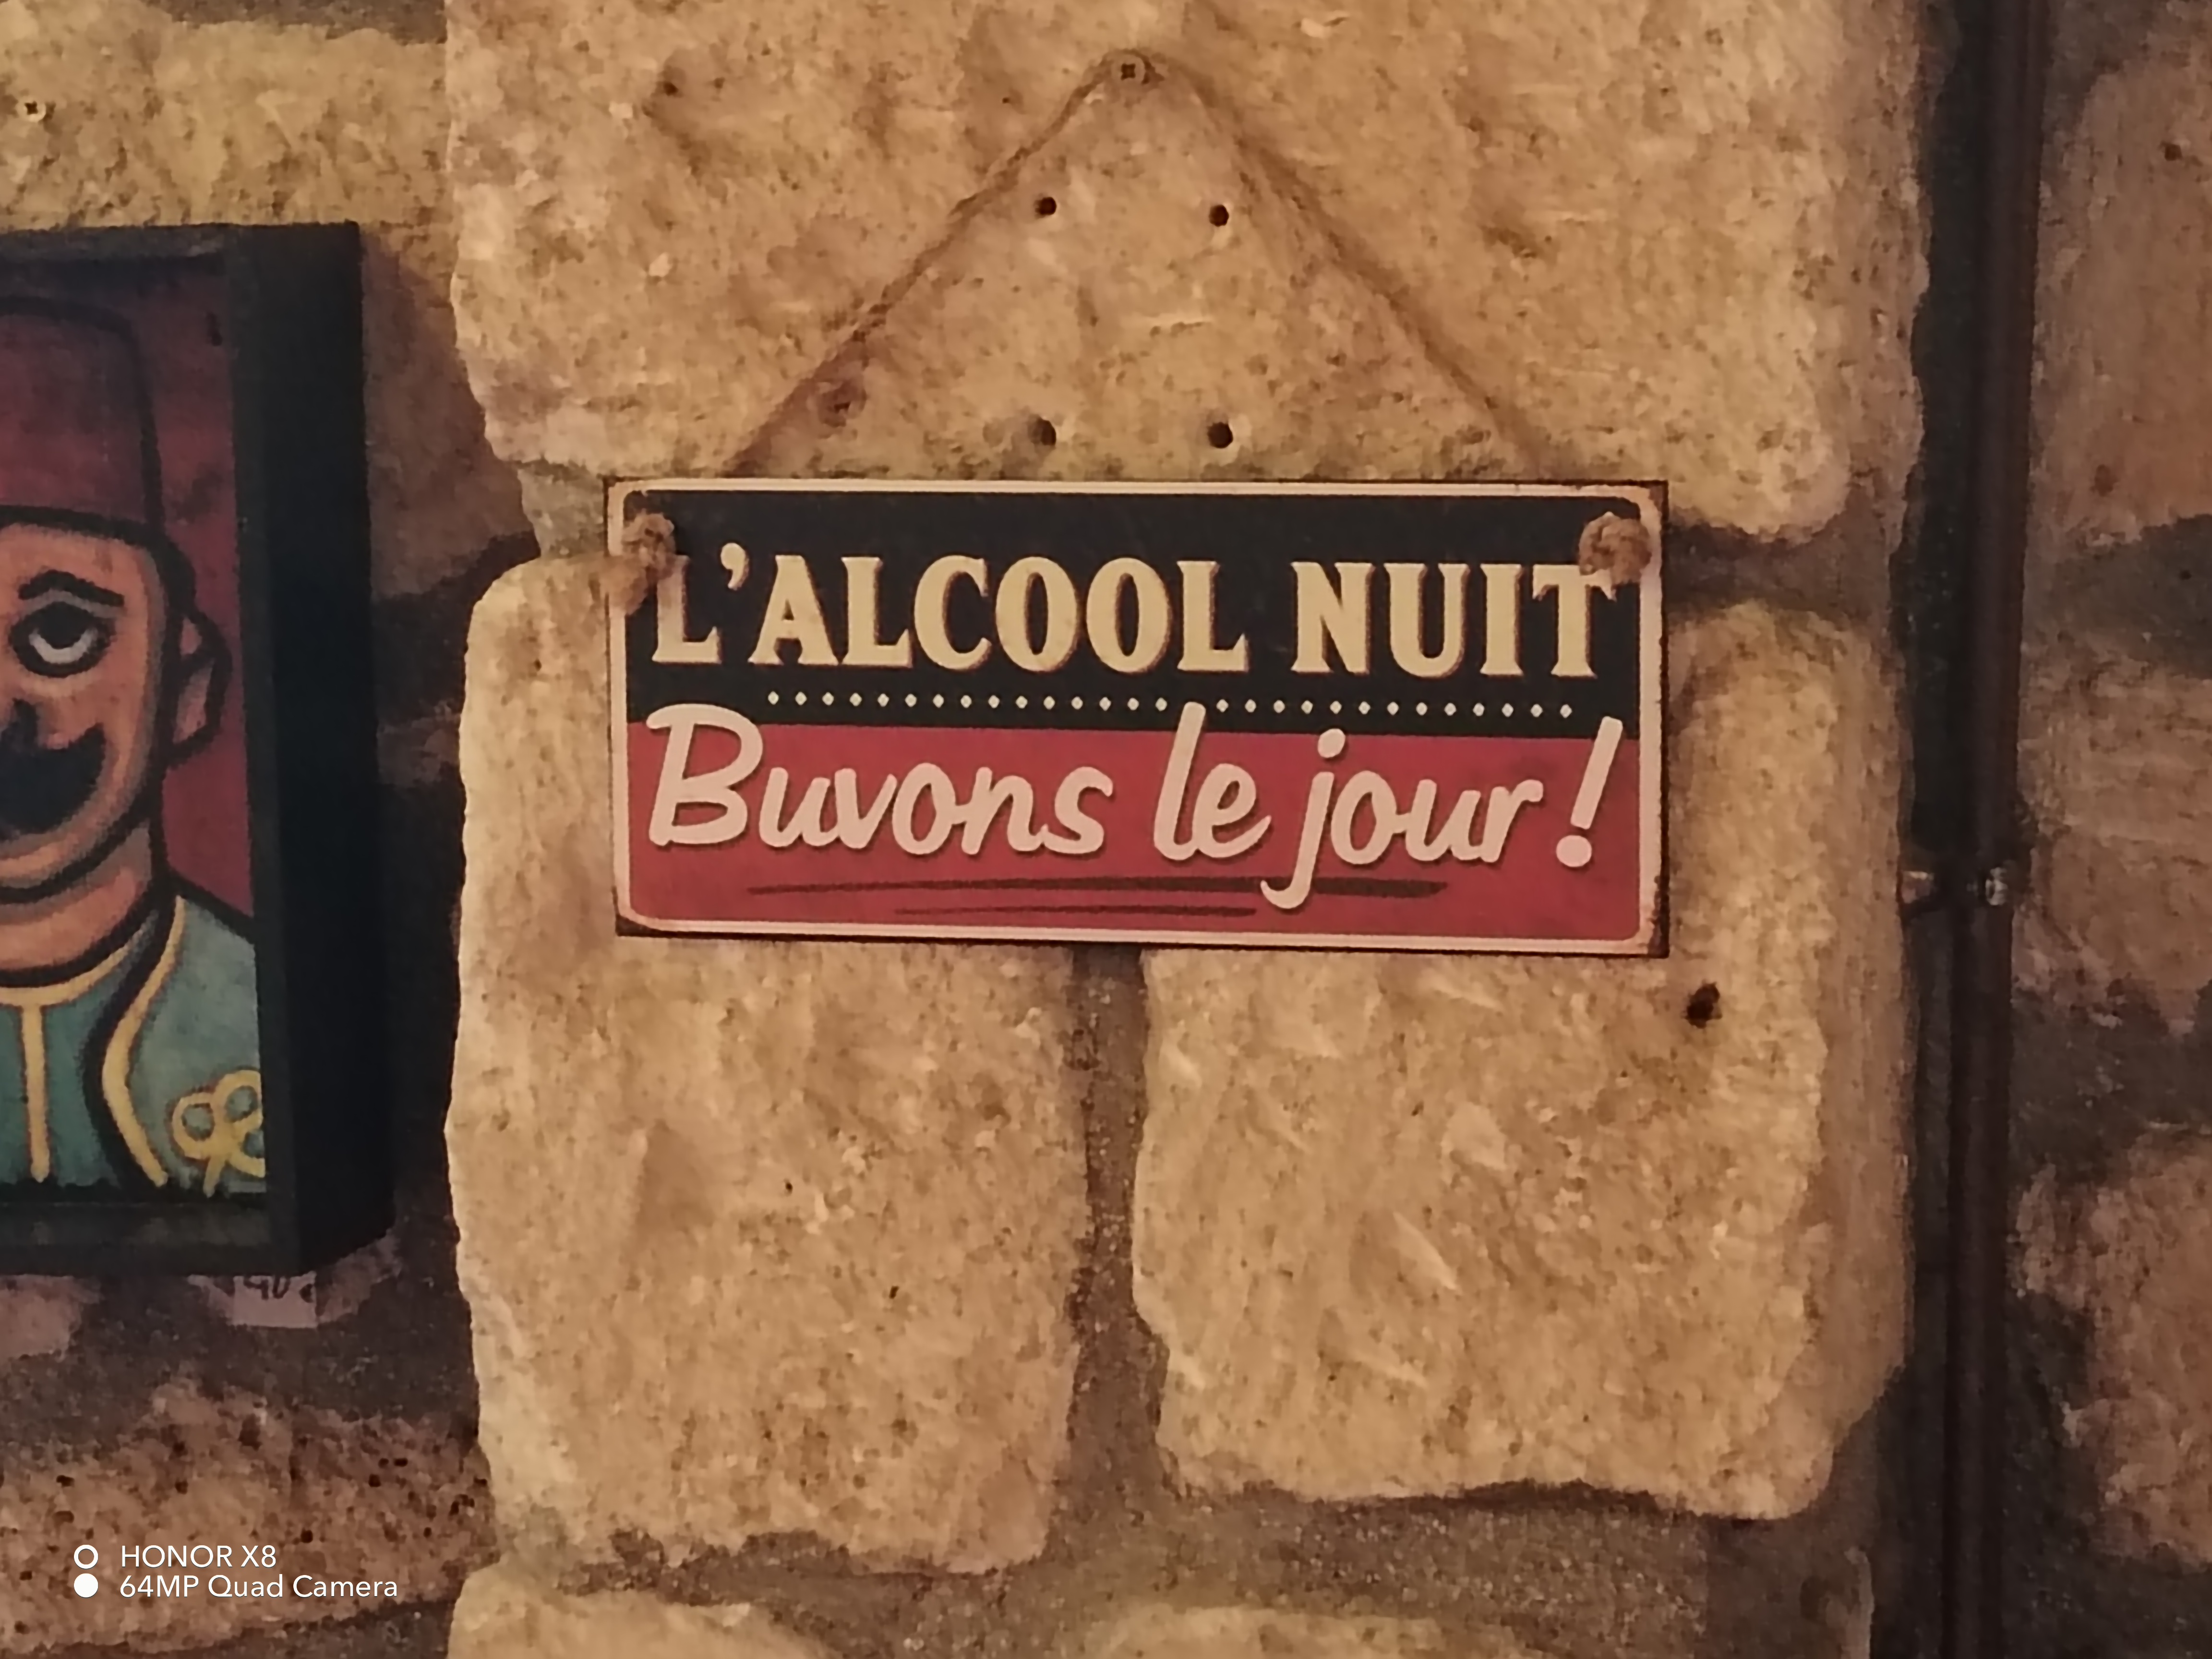 L'ALCOOL NUIT
Buvons le jour !
HONOR X8
64MP Quad Camera